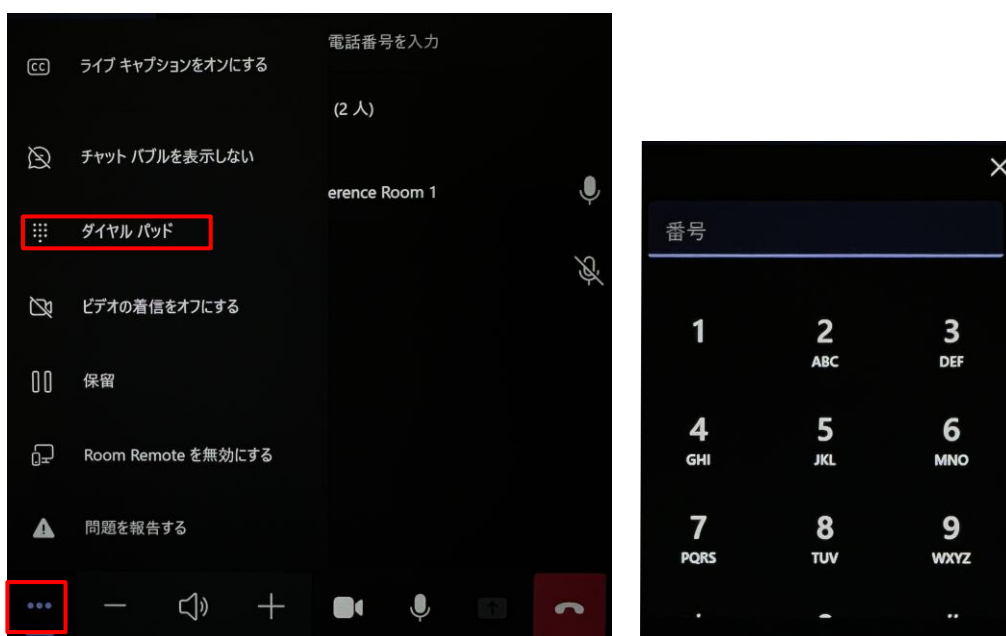 電話番号を入力
CC ライブ キャプションをオンにする
(2 人)
チャット バブルを表示しない
erence Room 1
ダイヤル パッド
ビデオの着信をオフにする
保留
Room Remote を無効にする
問題を報告する
番号
1 2 3
ABC DEF
4 5 6
GHI JKL MNO
7 8 9
PQRS TUV WXYZ